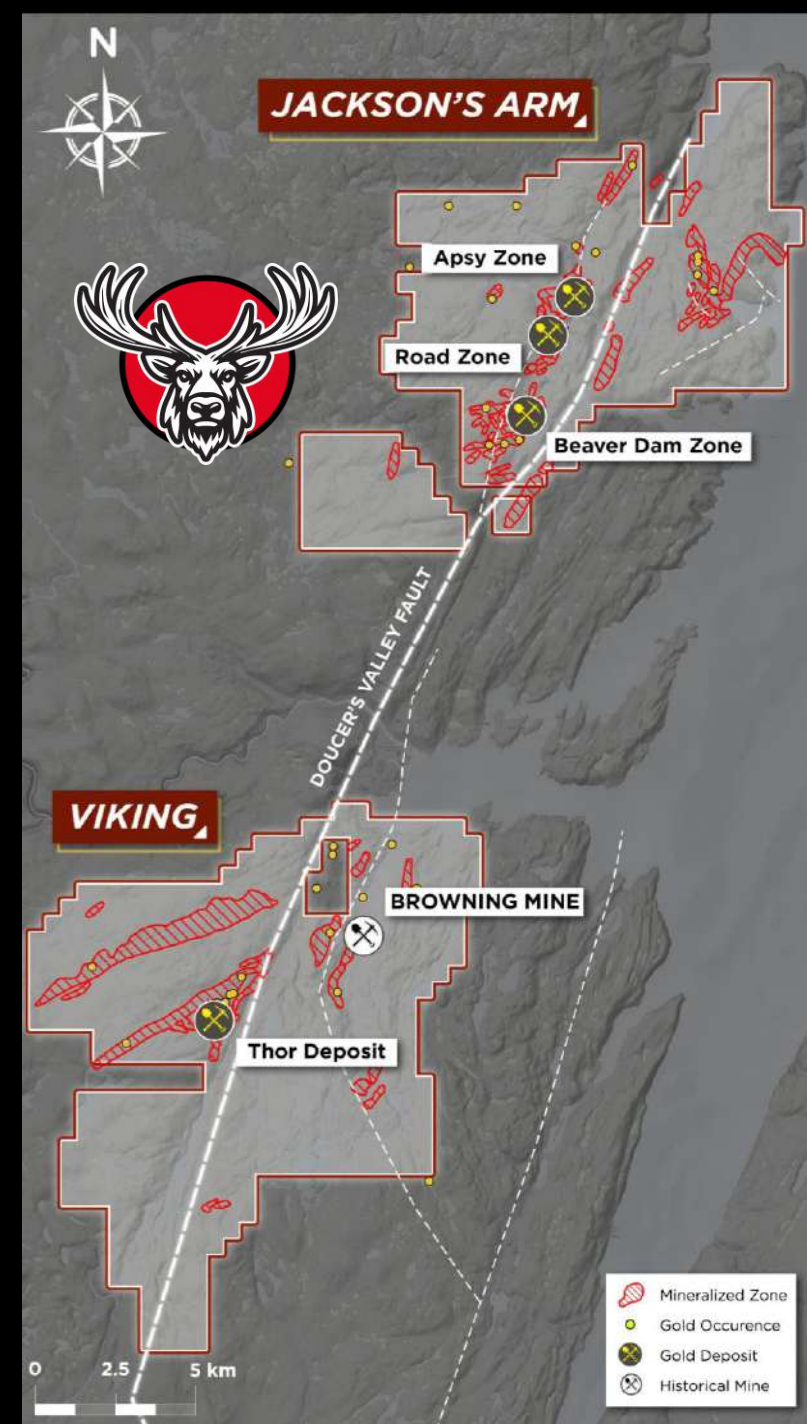 N
JACKSON'S ARM
Apsy Zone
Road Zone
Beaver Dam Zone
DOUCER'S VALLEY FAULT
VIKING
BROWNING MINE
Thor Deposit
0 2.5 5 km
Mineralized Zone
Gold Occurence
Gold Deposit
Historical Mine